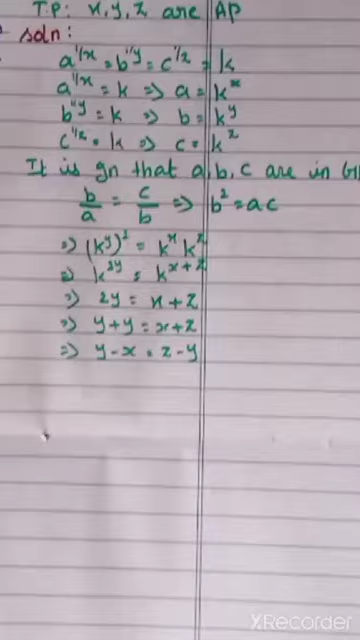 T.P: x, y, z are AP
soln:
a^1/x = b^1/y = c^1/z = k
a^1/x = k => a = k^x
b^1/y = k => b = k^y
c^1/z = k => c = k^z
It is gn that a, b, c are in G
b/a = c/b => b² = ac
=> (k^y)² = k^x k^z
=> k^2y = k^x+z
=> 2y = x+z
=> y+y = x+z
=> y-x = z-y
XRecorder